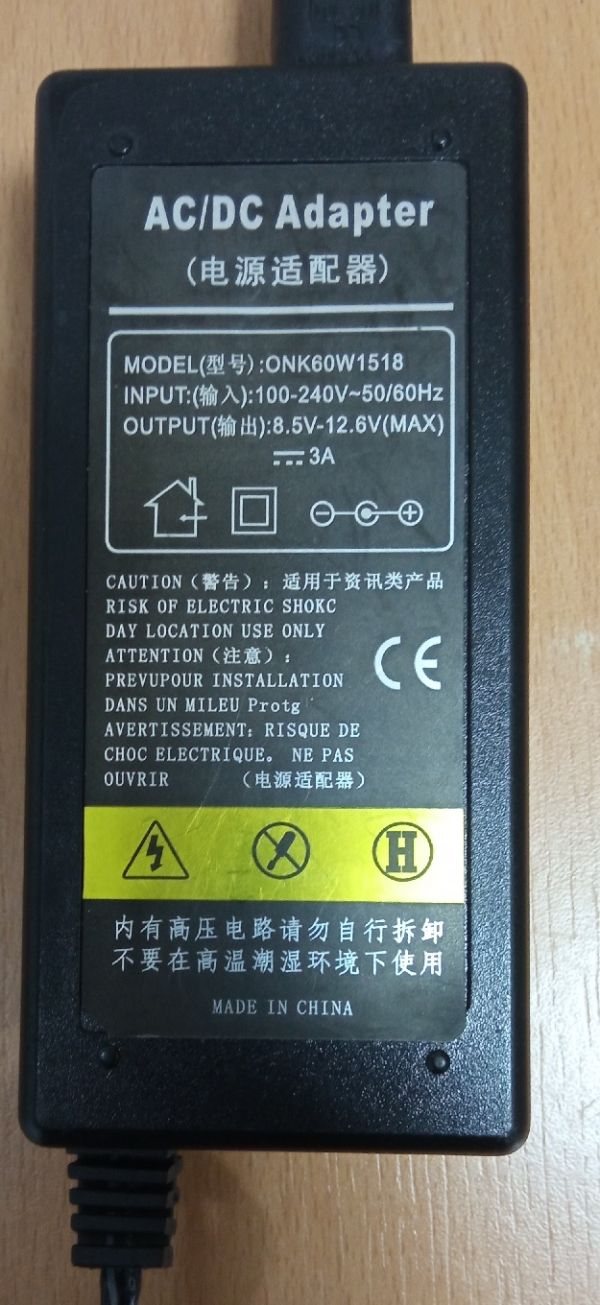 AC/DC Adapter
(电源适配器)
MODEL(型号):ONK60W1518
INPUT:(输入):100-240V~50/60Hz
OUTPUT(输出):8.5V-12.6V(MAX)
3A
CAUTION(警告): 适用于资讯类产品
RISK OF ELECTRIC SHOKC
DAY LOCATION USE ONLY
ATTENTION(注意):
PREVUPOUR INSTALLATION
DANS UN MILEU Protg
AVERTISSEMENT: RISQUE DE
CHOC ELECTRIQUE。 NE PAS
OUVRIR (电源适配器)
CE
H
内有高压电路请勿自行拆卸
不要在高温潮湿环境下使用
MADE IN CHINA